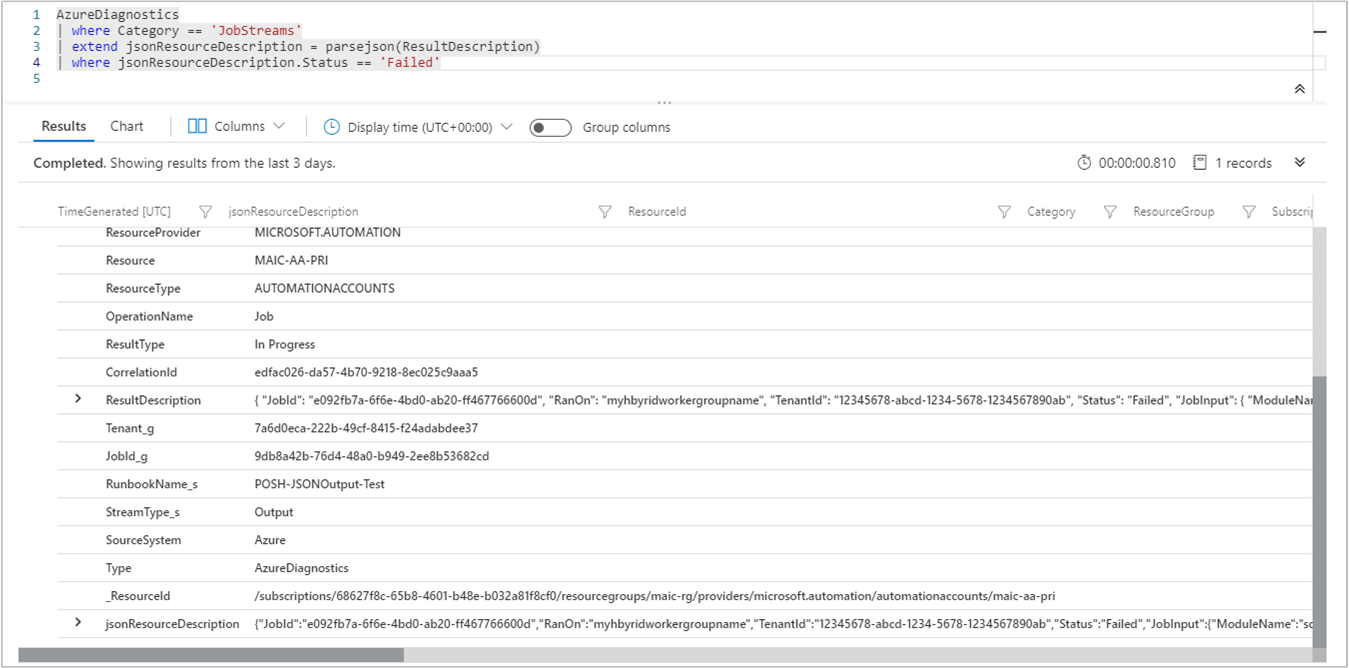 1 AzureDiagnostics
2 | where Category == 'JobStreams'
3 | extend jsonResourceDescription = parsejson(ResultDescription)
4 | where jsonResourceDescription.Status == 'Failed'
5
Results Chart Columns Display time (UTC+00:00) Group columns
Completed. Showing results from the last 3 days. 00:00:00.810 1 records
TimeGenerated [UTC] jsonResourceDescription ResourceId Category ResourceGroup Subscrip
ResourceProvider MICROSOFT.AUTOMATION
Resource MAIC-AA-PRI
ResourceType AUTOMATIONACCOUNTS
OperationName Job
ResultType In Progress
CorrelationId edfac026-da57-4b70-9218-8ec025c9aaa5
ResultDescription { "JobId": "e092fb7a-6f6e-4bd0-ab20-ff467766600d", "RanOn": "myhbyridworkergroupname", "TenantId": "12345678-abcd-1234-5678-1234567890ab", "Status": "Failed", "JobInput": { "ModuleNar
Tenant_g 7a6d0eca-222b-49cf-8415-f24adabdee37
JobId_g 9db8a42b-76d4-48a0-b949-2ee8b53682cd
RunbookName_s POSH-JSONOutput-Test
StreamType_s Output
SourceSystem Azure
Type AzureDiagnostics
_ResourceId /subscriptions/68627f8c-65b8-4601-b48e-b032a81f8cf0/resourcegroups/maic-rg/providers/microsoft.automation/automationaccounts/maic-aa-pri
jsonResourceDescription {"JobId":"e092fb7a-6f6e-4bd0-ab20-ff467766600d","RanOn":"myhbyridworkergroupname","TenantId":"12345678-abcd-1234-5678-1234567890ab","Status":"Failed","JobInput":{"ModuleName":"sc